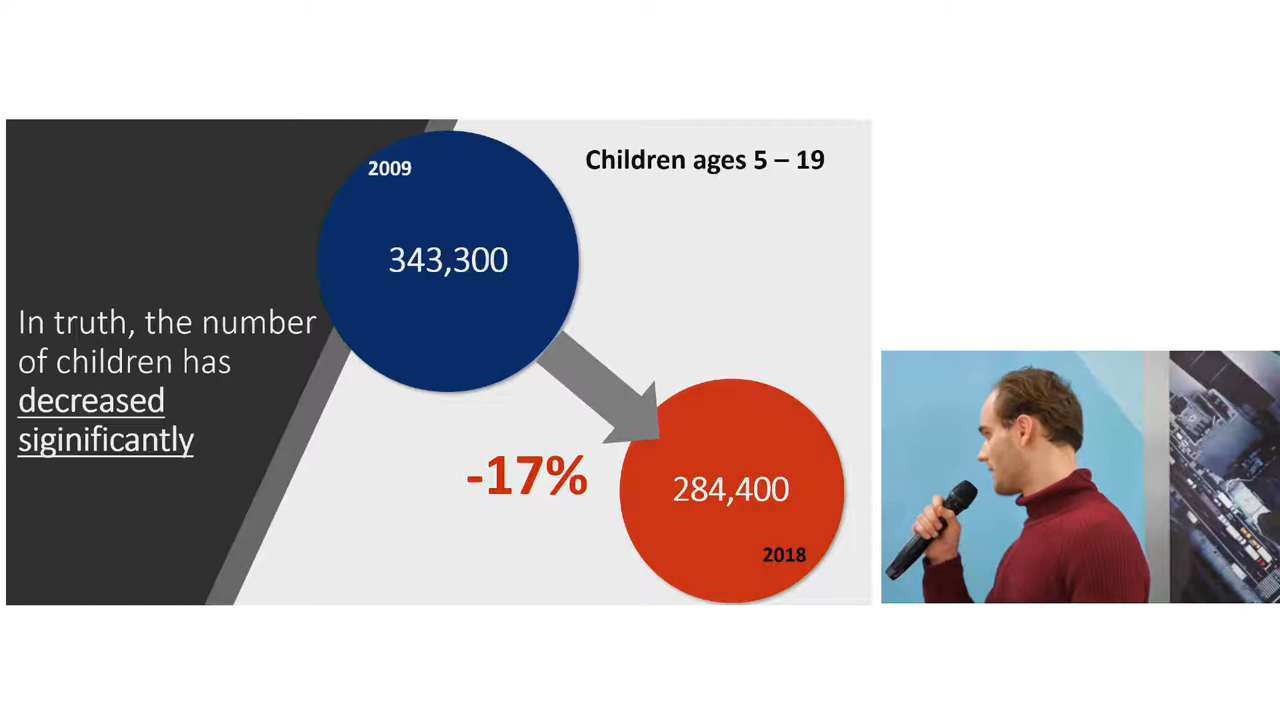 Children ages 5 – 19
2009
343,300
In truth, the number
of children has
decreased
siginificantly
-17%
284,400
2018